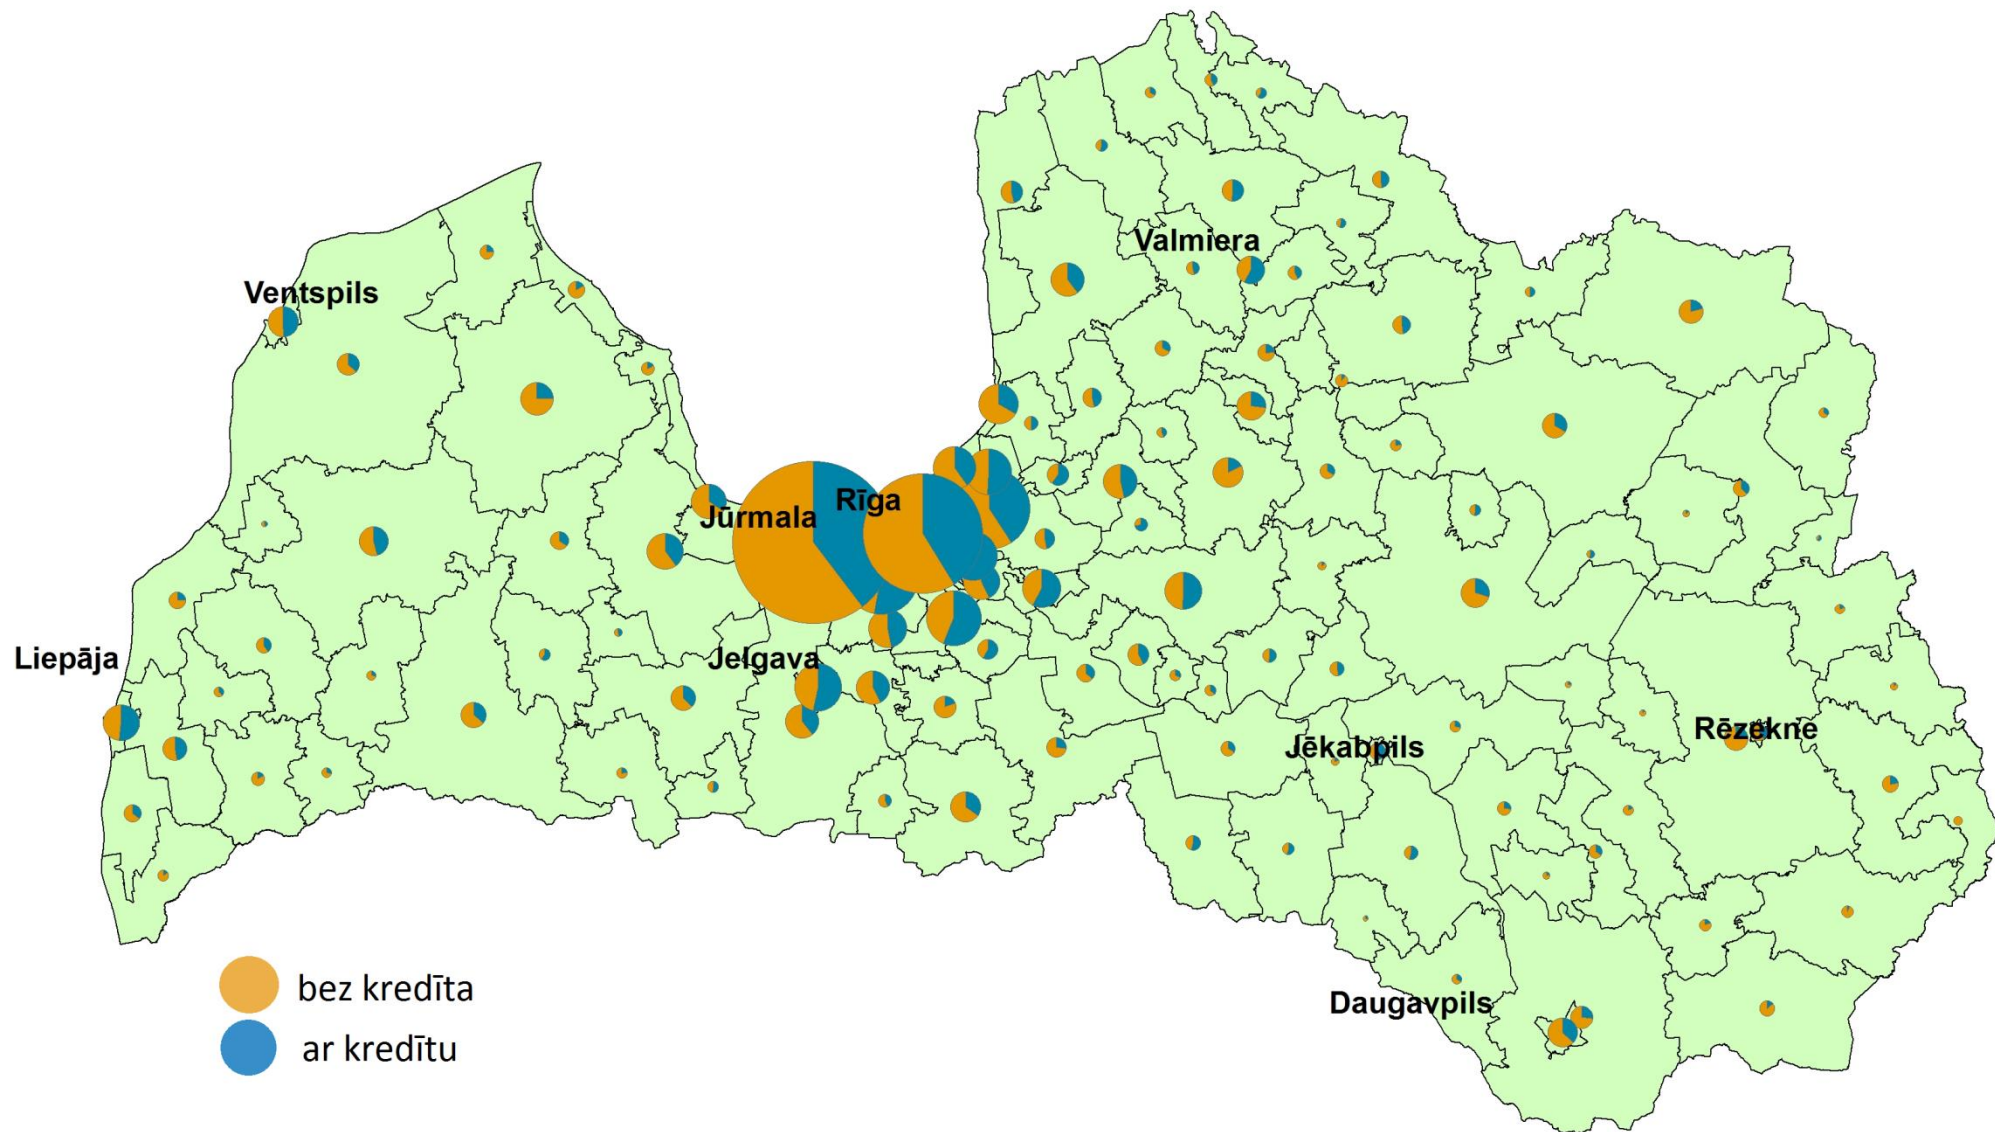 Valmiera
Ventspils
Rīga
Jūrmala
Liepāja
Jelgava
Rēzekne
Jēkabpils
Daugavpils
bez kredīta
ar kredītu